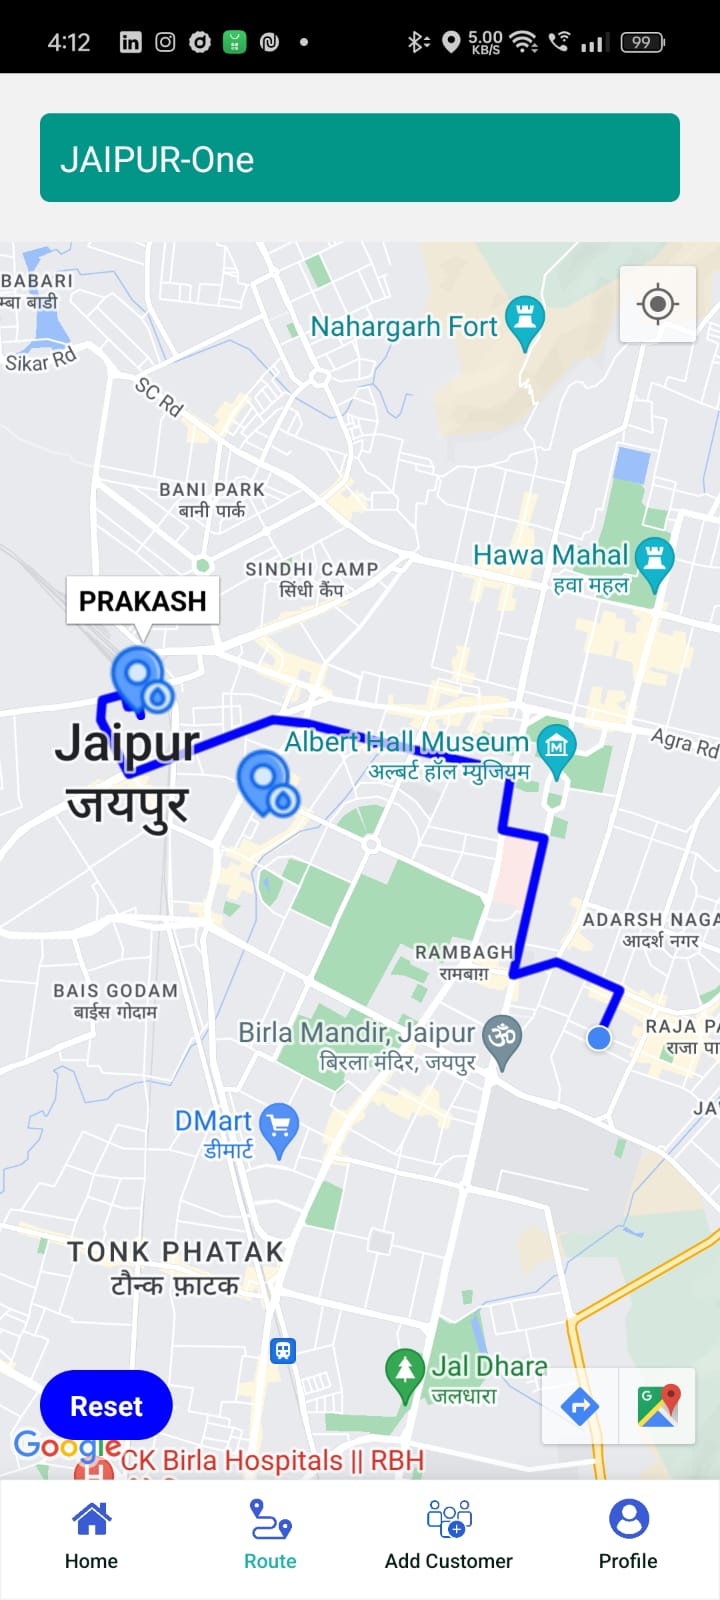 4:12
5.00
KB/S
99
JAIPUR-One
BABARI
म्बा बाडी
Nahargarh Fort
Sikar Rd
SC Rd
BANI PARK
बानी पार्क
Hawa Mahal
हवा महल
SINDHI CAMP
सिंधी कैंप
PRAKASH
Jaipur
जयपुर
Albert Hall Museum
अल्बर्ट हॉल म्युजियम
Agra Rd
ADARSH NAGA
आदर्श नगर
RAMBAGH
रामबाग़
BAIS GODAM
बाईस गोदाम
Birla Mandir, Jaipur
बिरला मंदिर, जयपुर
RAJA PA
राजा पा
DMart
डीमार्ट
JA
TONK PHATAK
टौन्क फ़ाटक
Jal Dhara
जलधारा
Reset
Google
CK Birla Hospitals || RBH
Home
Route
Add Customer
Profile